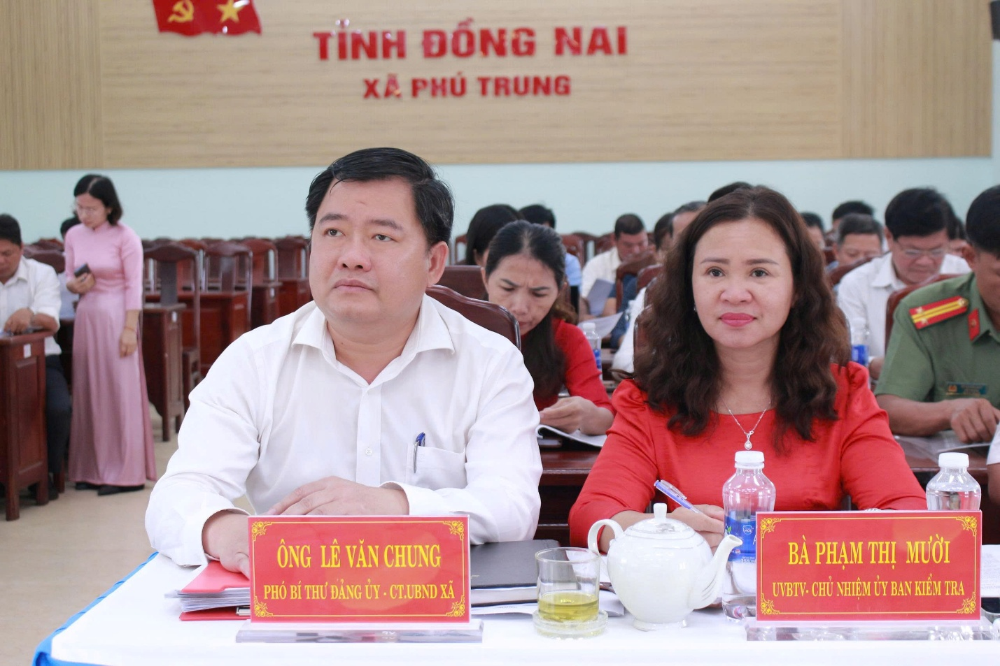 TỈNH ĐỒNG NAI
XÃ PHÚ TRUNG
ÔNG LÊ VĂN CHUNG
PHÓ BÍ THƯ ĐẢNG ỦY - CT.UBND XÃ
BÀ PHẠM THỊ MƯỜI
UVBTV- CHỦ NHIỆM ỦY BAN KIỂM TRA